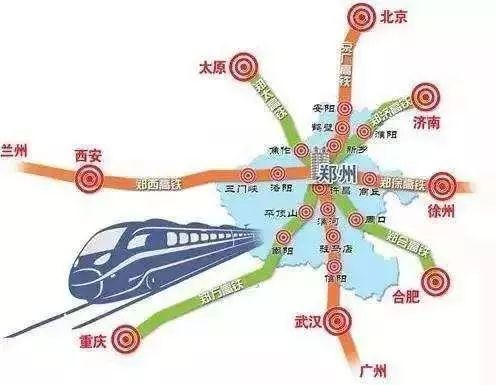 北京
京广高铁
太原
郑太高铁
安阳
鹤壁
郑济高铁
濮阳
济南
焦作
新乡
兰州
西安
郑西高铁
三门峡
洛阳
郑州
许昌
商丘
郑徐高铁
徐州
平顶山
漯河
周口
南阳
驻马店
郑合高铁
信阳
郑万高铁
合肥
重庆
武汉
广州